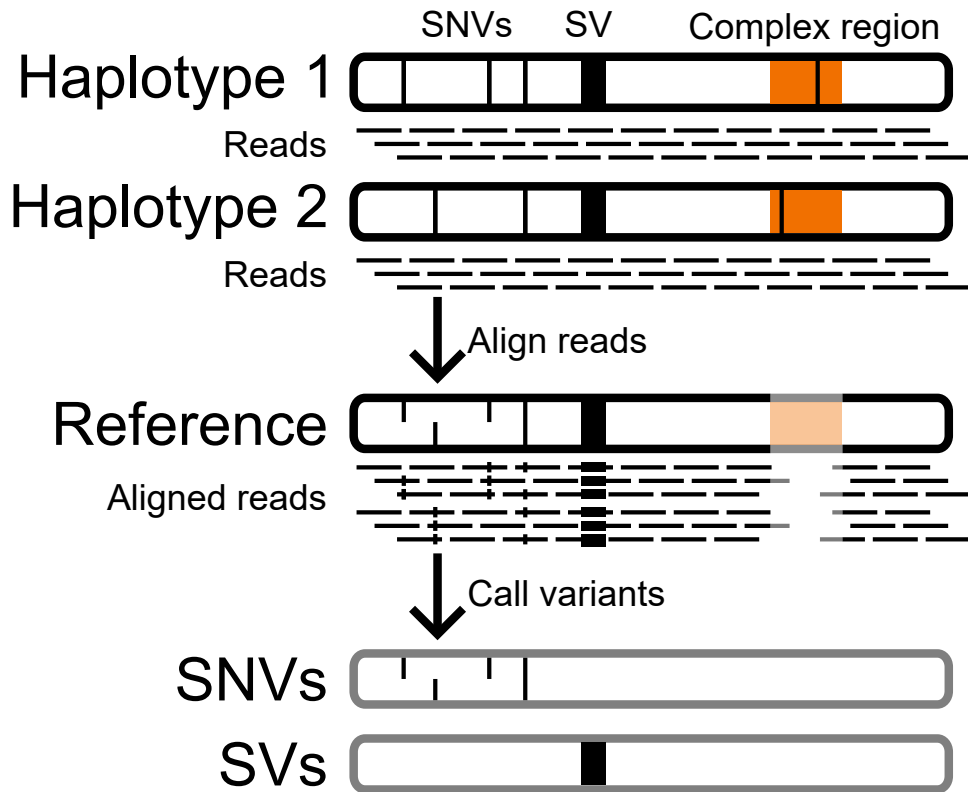 SNVs SV Complex region
Haplotype 1
Reads
Haplotype 2
Reads
Align reads
Reference
Aligned reads
Call variants
SNVs
SVs